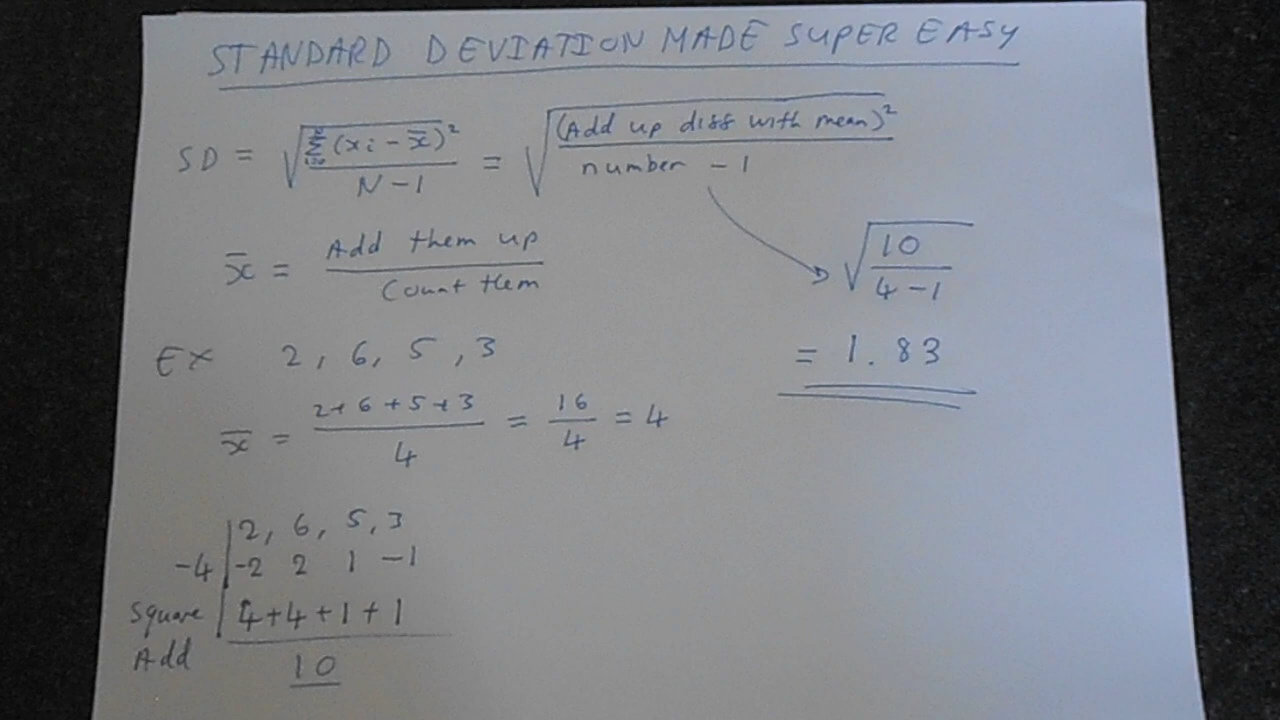 STANDARD DEVIATION MADE SUPER EASY
SD = √( Σ (xi – x̄)² / N – 1 ) = √( (Add up diff with mean)² / number – 1 )
x̄ = Add them up / Count them
√( 10 / 4 – 1 )
= 1.83
EX 2, 6, 5, 3
x̄ = 2+6+5+3 / 4 = 16 / 4 = 4
2, 6, 5, 3
-4 -2 2 1 -1
Square 4+4+1+1
Add 10